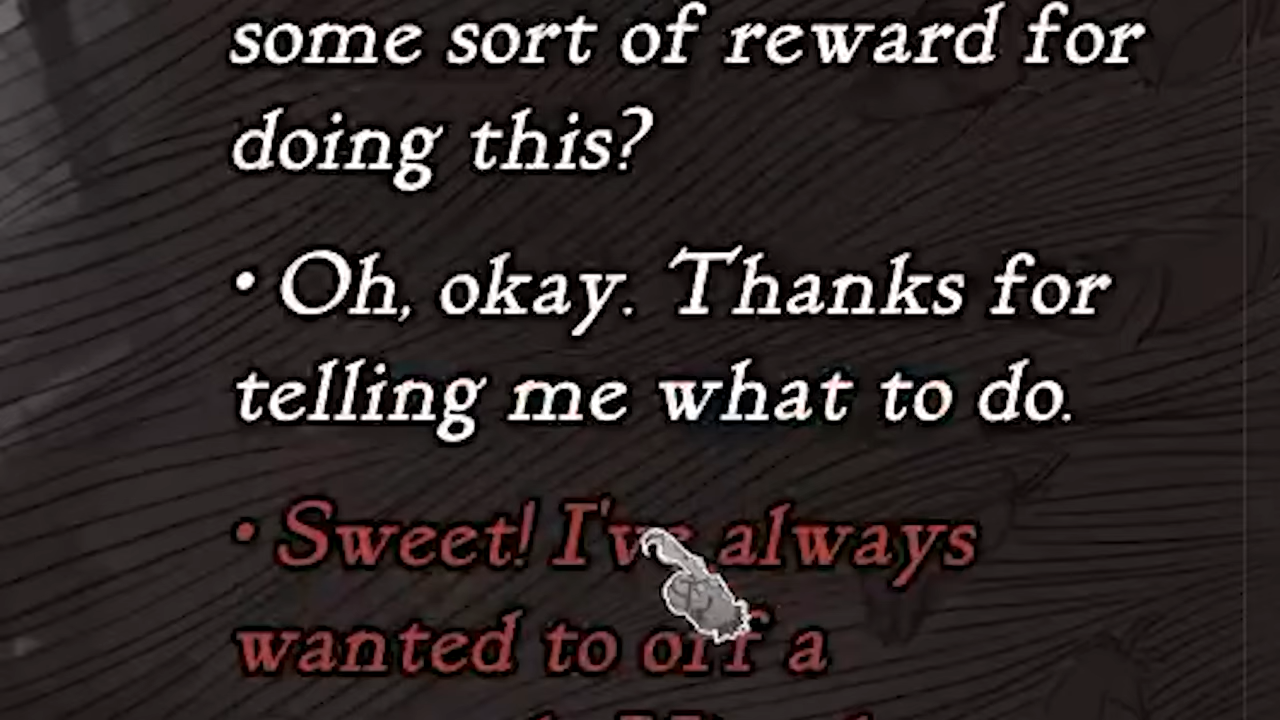 some sort of reward for
doing this?
• Oh, okay. Thanks for
telling me what to do.
• Sweet! I've always
wanted to off a